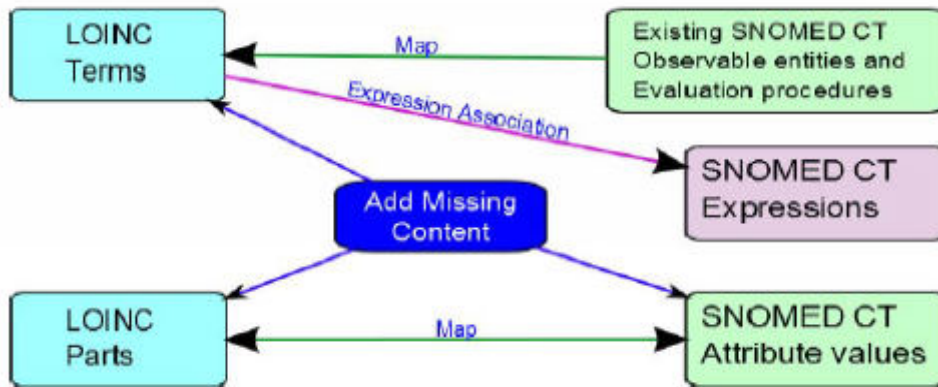 LOINC
Terms
Map
Existing SNOMED CT
Observable entities and
Evaluation procedures
Expression Association
SNOMED CT
Expressions
Add Missing
Content
LOINC
Parts
Map
SNOMED CT
Attribute values